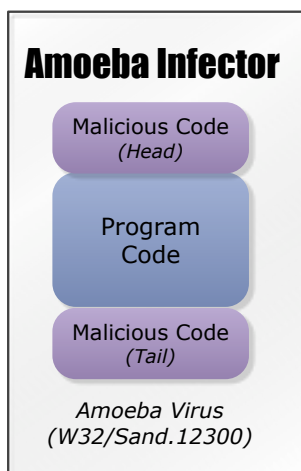 Amoeba Infector
Malicious Code
(Head)
Program
Code
Malicious Code
(Tail)
Amoeba Virus
(W32/Sand.12300)